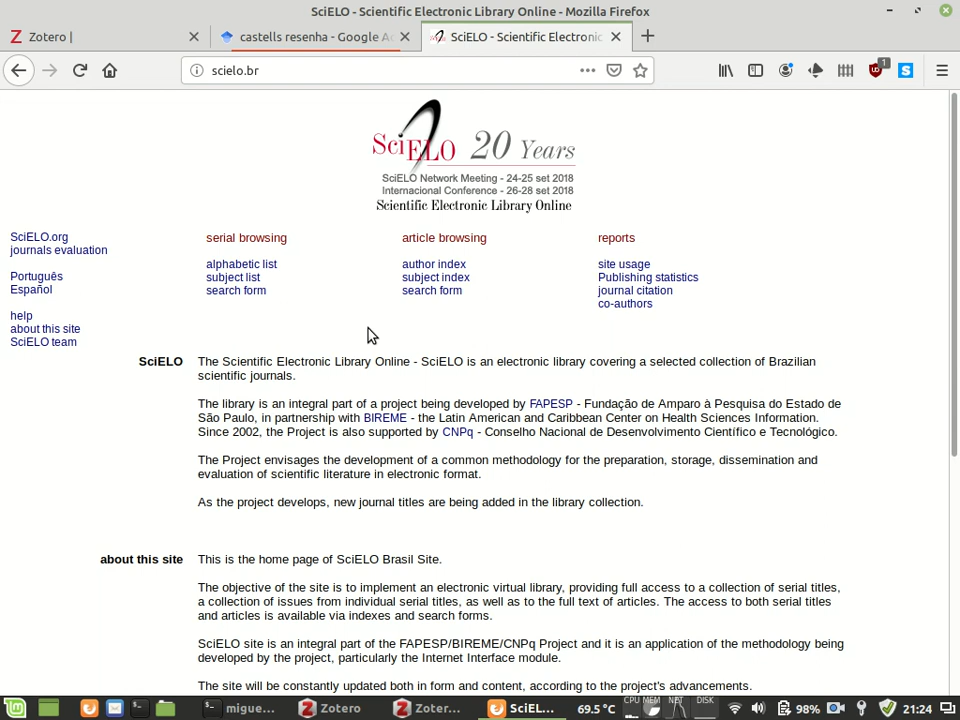 SciELO - Scientific Electronic Library Online - Mozilla Firefox
Zotero |
castells resenha - Google Ac
SciELO - Scientific Electronic
scielo.br
1
SciELO 20 Years
SciELO Network Meeting - 24-25 set 2018
Internacional Conference - 26-28 set 2018
Scientific Electronic Library Online
SciELO.org
journals evaluation
Português
Español
help
about this site
SciELO team
serial browsing
alphabetic list
subject list
search form
article browsing
author index
subject index
search form
reports
site usage
Publishing statistics
journal citation
co-authors
SciELO
The Scientific Electronic Library Online - SciELO is an electronic library covering a selected collection of Brazilian
scientific journals.
The library is an integral part of a project being developed by FAPESP - Fundação de Amparo à Pesquisa do Estado de
São Paulo, in partnership with BIREME - the Latin American and Caribbean Center on Health Sciences Information.
Since 2002, the Project is also supported by CNPq - Conselho Nacional de Desenvolvimento Científico e Tecnológico.
The Project envisages the development of a common methodology for the preparation, storage, dissemination and
evaluation of scientific literature in electronic format.
As the project develops, new journal titles are being added in the library collection.
about this site
This is the home page of SciELO Brasil Site.
The objective of the site is to implement an electronic virtual library, providing full access to a collection of serial titles,
a collection of issues from individual serial titles, as well as to the full text of articles. The access to both serial titles
and articles is available via indexes and search forms.
SciELO site is an integral part of the FAPESP/BIREME/CNPq Project and it is an application of the methodology being
developed by the project, particularly the Internet Interface module.
The site will be constantly updated both in form and content, according to the project's advancements.
migue...
Zotero
Zoter...
SciEL...
69.5 °C
CPU MEM NET DISK
98%
21:24